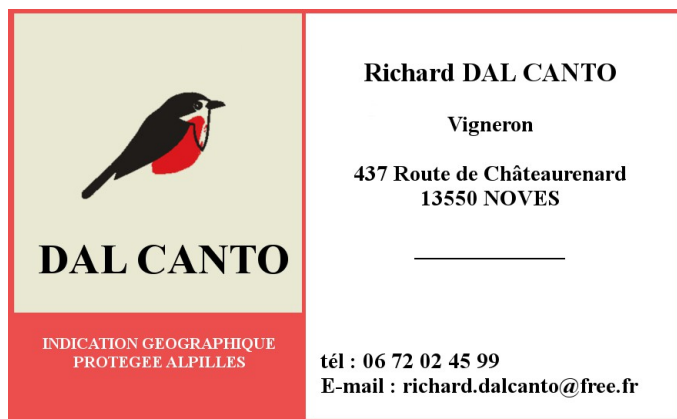 DAL CANTO
INDICATION GEOGRAPHIQUE
PROTEGEE ALPILLES
Richard DAL CANTO
Vigneron
437 Route de Châteaurenard
13550 NOVES
tél : 06 72 02 45 99
E-mail : richard.dalcanto@free.fr